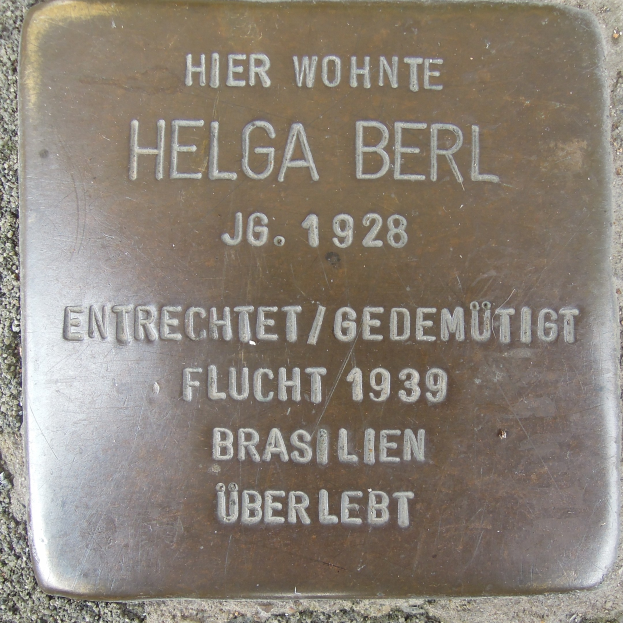 HIER WOHNTE
HELGA BERL
JG. 1928
ENTRECHTET/GEDEMÜTIGT
FLUCHT 1939
BRASILIEN
ÜBERLEBT